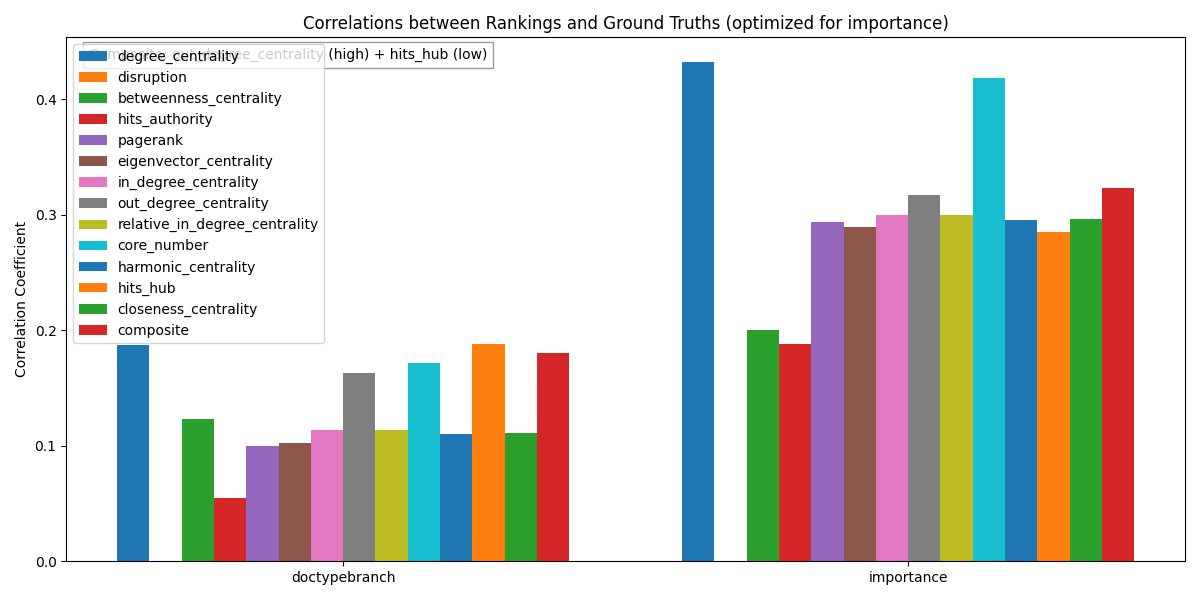 Correlations between Rankings and Ground Truths (optimized for importance)
Composite: out_degree_centrality (high) + hits_hub (low)
degree_centrality
disruption
betweenness_centrality
hits_authority
pagerank
eigenvector_centrality
in_degree_centrality
out_degree_centrality
relative_in_degree_centrality
core_number
harmonic_centrality
hits_hub
closeness_centrality
composite
Correlation Coefficient
0.4
0.3
0.2
0.1
0.0
doctypebranch
importance